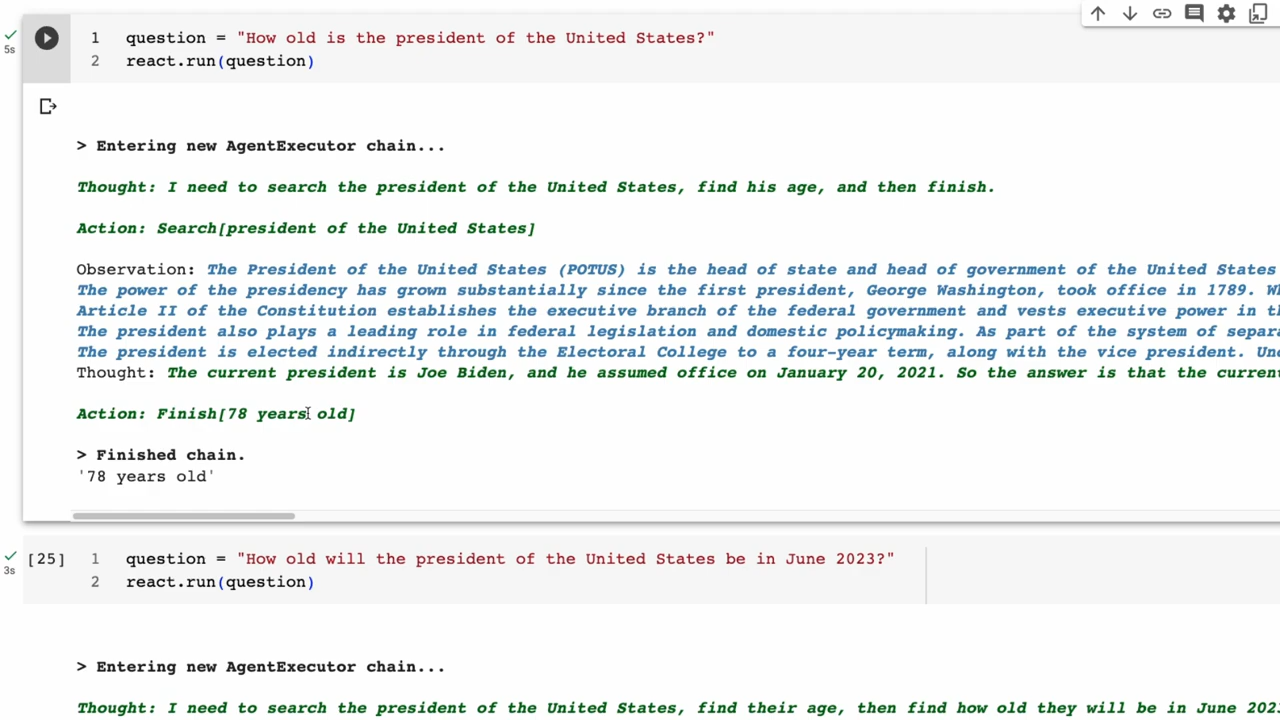 1 question = "How old is the president of the United States?"
5s
2 react.run(question)
> Entering new AgentExecutor chain...
Thought: I need to search the president of the United States, find his age, and then finish.
Action: Search[president of the United States]
Observation: The President of the United States (POTUS) is the head of state and head of government of the United States
The power of the presidency has grown substantially since the first president, George Washington, took office in 1789.
Article II of the Constitution establishes the executive branch of the federal government and vests executive power in
The president also plays a leading role in federal legislation and domestic policymaking. As part of the system of
The president is elected indirectly through the Electoral College to a four-year term, along with the vice president.
Thought: The current president is Joe Biden, and he assumed office on January 20, 2021. So the answer is that the current
Action: Finish[78 years old]
> Finished chain.
'78 years old'
[25] 1 question = "How old will the president of the United States be in June 2023?"
3s
2 react.run(question)
> Entering new AgentExecutor chain...
Thought: I need to search the president of the United States, find their age, then find how old they will be in June